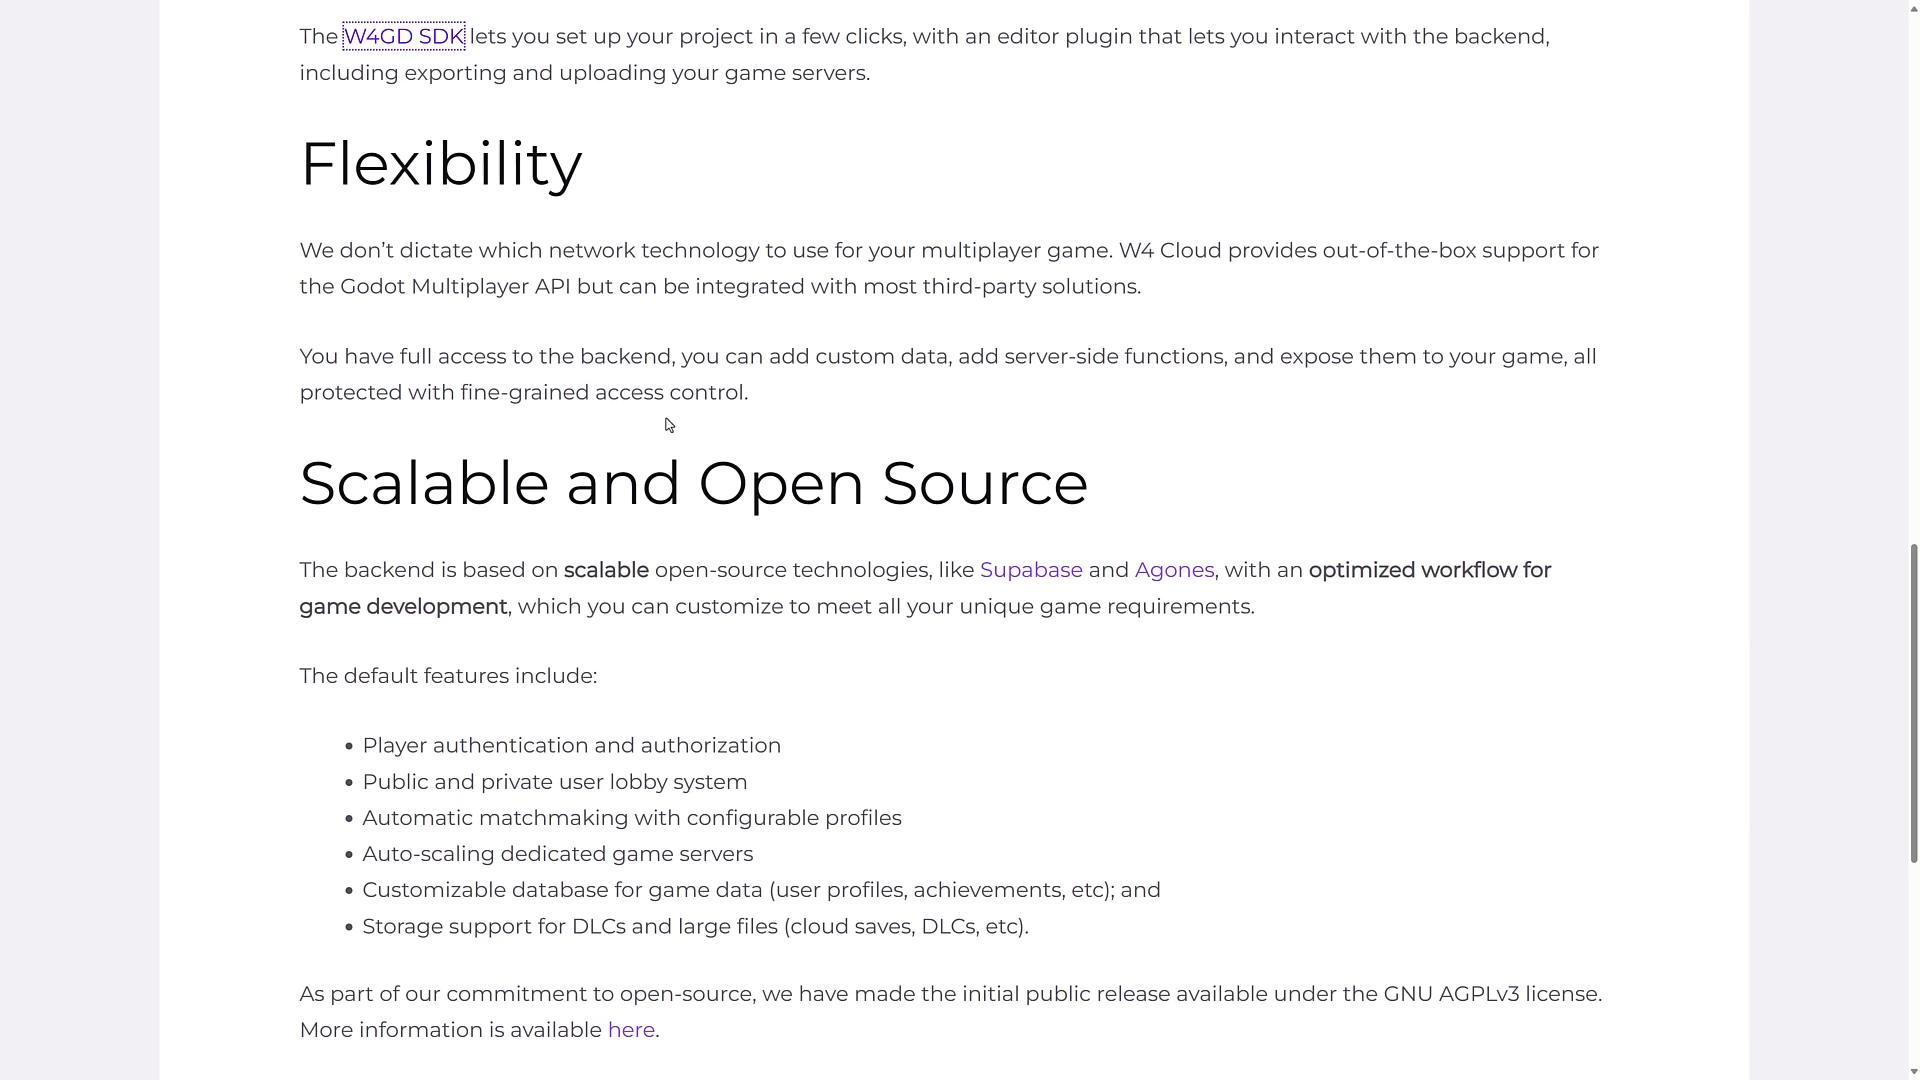 The W4GD SDK lets you set up your project in a few clicks, with an editor plugin that lets you interact with the backend,
including exporting and uploading your game servers.
Flexibility
We don’t dictate which network technology to use for your multiplayer game. W4 Cloud provides out-of-the-box support for
the Godot Multiplayer API but can be integrated with most third-party solutions.
You have full access to the backend, you can add custom data, add server-side functions, and expose them to your game, all
protected with fine-grained access control.
Scalable and Open Source
The backend is based on scalable open-source technologies, like Supabase and Agones, with an optimized workflow for
game development, which you can customize to meet all your unique game requirements.
The default features include:
• Player authentication and authorization
• Public and private user lobby system
• Automatic matchmaking with configurable profiles
• Auto-scaling dedicated game servers
• Customizable database for game data (user profiles, achievements, etc); and
• Storage support for DLCs and large files (cloud saves, DLCs, etc).
As part of our commitment to open-source, we have made the initial public release available under the GNU AGPLv3 license.
More information is available here.